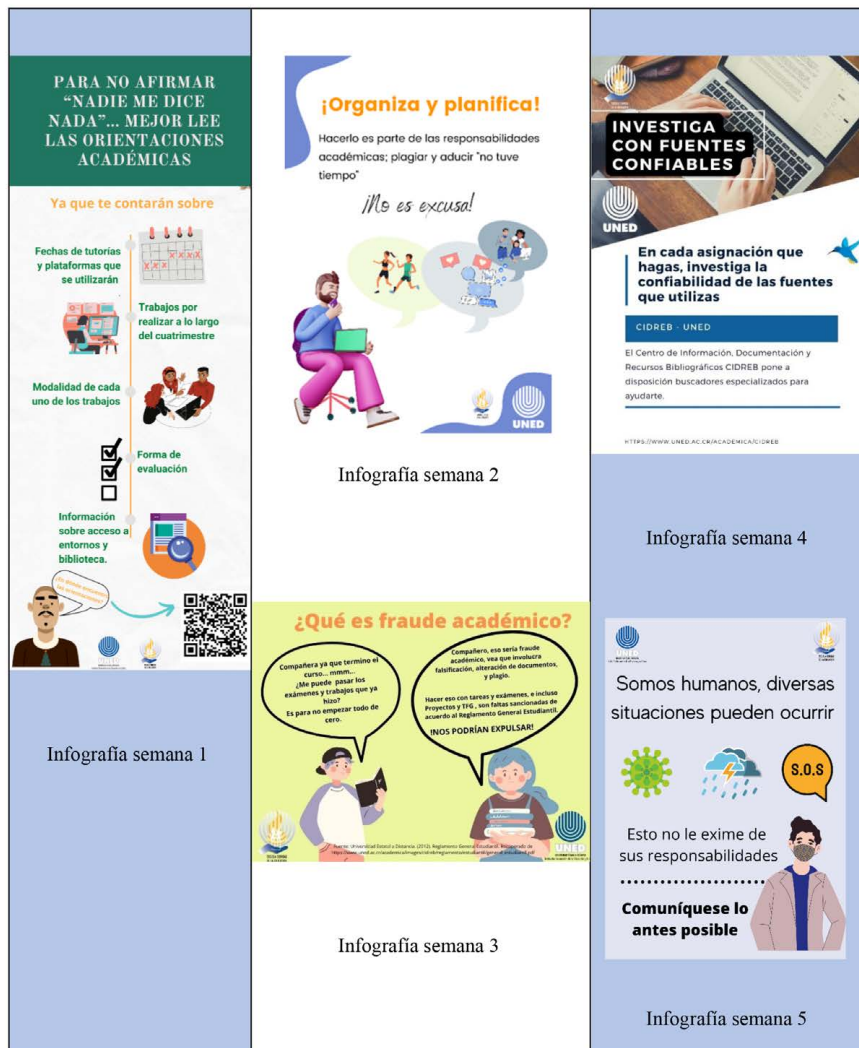 PARA NO AFIRMAR
“NADIE ME DICE
NADA”... MEJOR LEE
LAS ORIENTACIONES
ACADÉMICAS
Ya que te contarán sobre
Fechas de tutorías
y plataformas que
se utilizarán
Trabajos por
realizar a lo largo
del cuatrimestre
Modalidad de cada
uno de los trabajos
Forma de
evaluación
Información
sobre acceso a
entornos y
biblioteca.
Infografía semana 1
¡Organiza y planifica!
Hacerlo es parte de las responsabilidades
académicas; plagiar y aducir "no tuve
tiempo"
¡No es excusa!
UNED
Infografía semana 2
¿Qué es fraude académico?
Compañera ya que termino el
curso... mmm...
¿Me puede pasar los
exámenes y trabajos que ya
hizo?
Es para no empezar todo de
cero.
Compañero, eso sería fraude
académico, vea que involucra
falsificación, alteración de documentos,
y plagio.
Hacer eso con tareas y exámenes, e incluso
Proyectos y TFG , son faltas sancionadas de
acuerdo al Reglamento General Estudiantil.
!NOS PODRÍAN EXPULSAR!
UNED
Infografía semana 3
INVESTIGA
CON FUENTES
CONFIABLES
UNED
En cada asignación que
hagas, investiga la
confiabilidad de las fuentes
que utilizas
CIDREB - UNED
El Centro de Información, Documentación y
Recursos Bibliográficos CIDREB pone a
disposición buscadores especializados para
ayudarte.
HTTPS://WWW.UNED.AC.CR/ACADEMICA/CIDREB
Infografía semana 4
UNED
Somos humanos, diversas
situaciones pueden ocurrir
S.O.S
Esto no le exime de
sus responsabilidades
Comuníquese lo
antes posible
Infografía semana 5